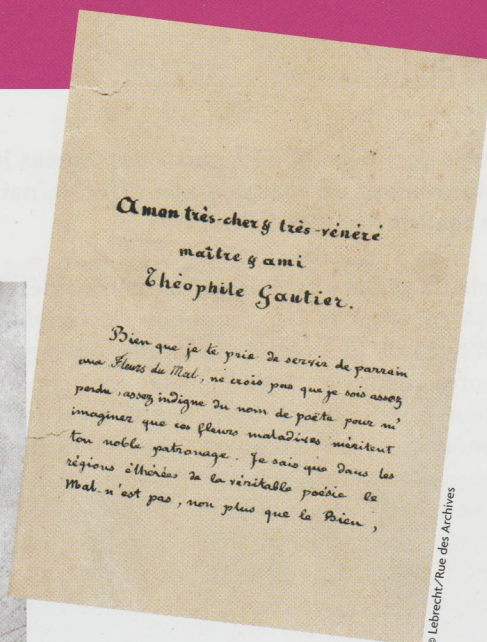 A mon très-cher & très-vénéré
maître & ami
Théophile Gautier.
Bien que je te prie de servir de parrain
aux Fleurs du Mal, ne crois pas que je sois assez
perdu, assez indigne du nom de poëte pour m'
imaginer que ces fleurs maladives méritent
ton noble patronage. Je sais que dans les
régions éthérées de la véritable poésie le
Mal n'est pas, non plus que le Bien,
© Lebrecht/Rue des Archives